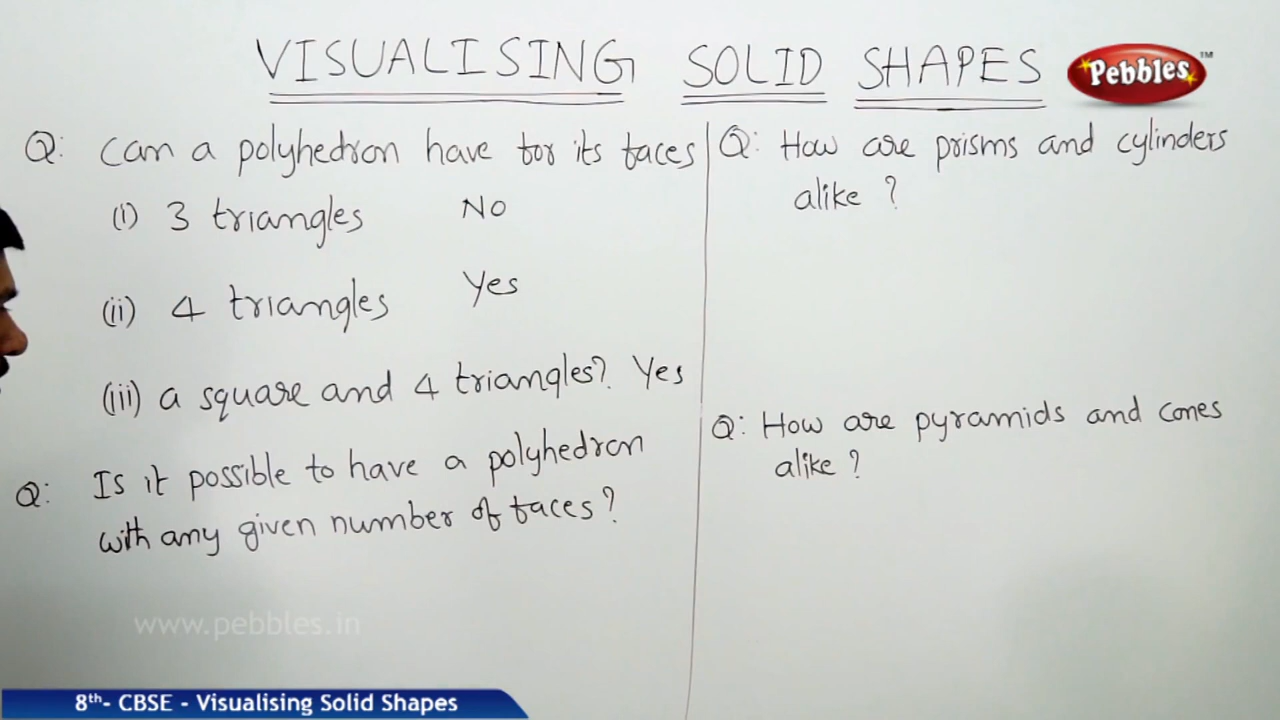 VISUALISING SOLID SHAPES
Pebbles™
Q: Can a polyhedron have for its faces
(i) 3 triangles No
(ii) 4 triangles Yes
(iii) a square and 4 triangles? Yes
Q: Is it possible to have a polyhedron
with any given number of faces?
Q: How are prisms and cylinders
alike ?
Q: How are pyramids and cones
alike ?
www.pebbles.in
8th- CBSE - Visualising Solid Shapes